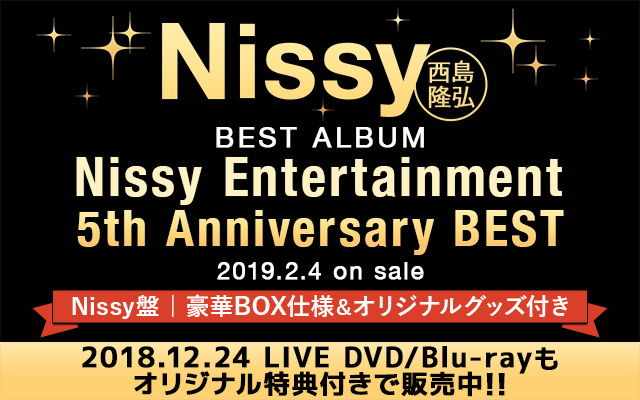 Nissy
西島
隆弘
BEST ALBUM
Nissy Entertainment
5th Anniversary BEST
2019.2.4 on sale
Nissy盤｜豪華BOX仕様&オリジナルグッズ付き
2018.12.24 LIVE DVD/Blu-rayも
オリジナル特典付きで販売中!!